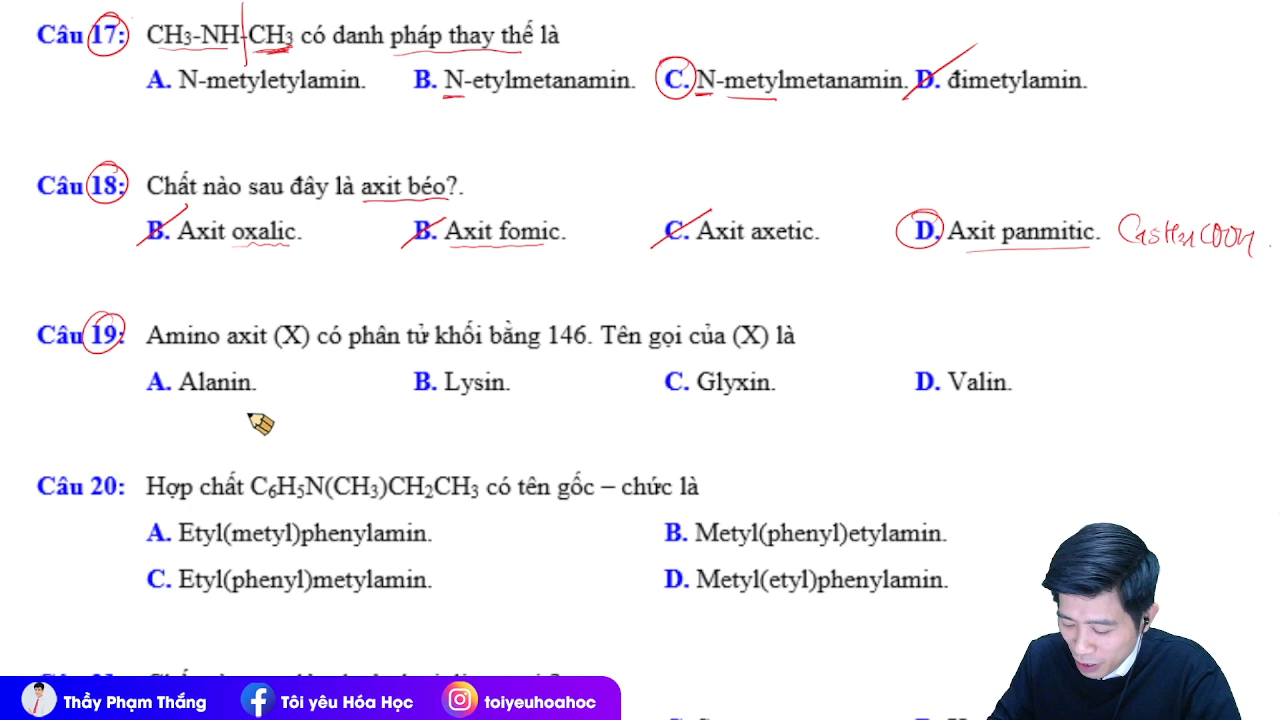 Câu 17: CH₃-NH-CH₃ có danh pháp thay thế là
A. N-metyletylamin. B. N-etylmetanamin. C. N-metylmetanamin. D. đimetylamin.
Câu 18: Chất nào sau đây là axit béo?.
B. Axit oxalic. B. Axit fomic. C. Axit axetic. D. Axit panmitic. C₁₅H₃₁COOH
Câu 19: Amino axit (X) có phân tử khối bằng 146. Tên gọi của (X) là
A. Alanin. B. Lysin. C. Glyxin. D. Valin.
Câu 20: Hợp chất C₆H₅N(CH₃)CH₂CH₃ có tên gốc – chức là
A. Etyl(metyl)phenylamin. B. Metyl(phenyl)etylamin.
C. Etyl(phenyl)metylamin. D. Metyl(etyl)phenylamin.
Thầy Phạm Thắng Tôi yêu Hóa Học toiyeuhoahoc